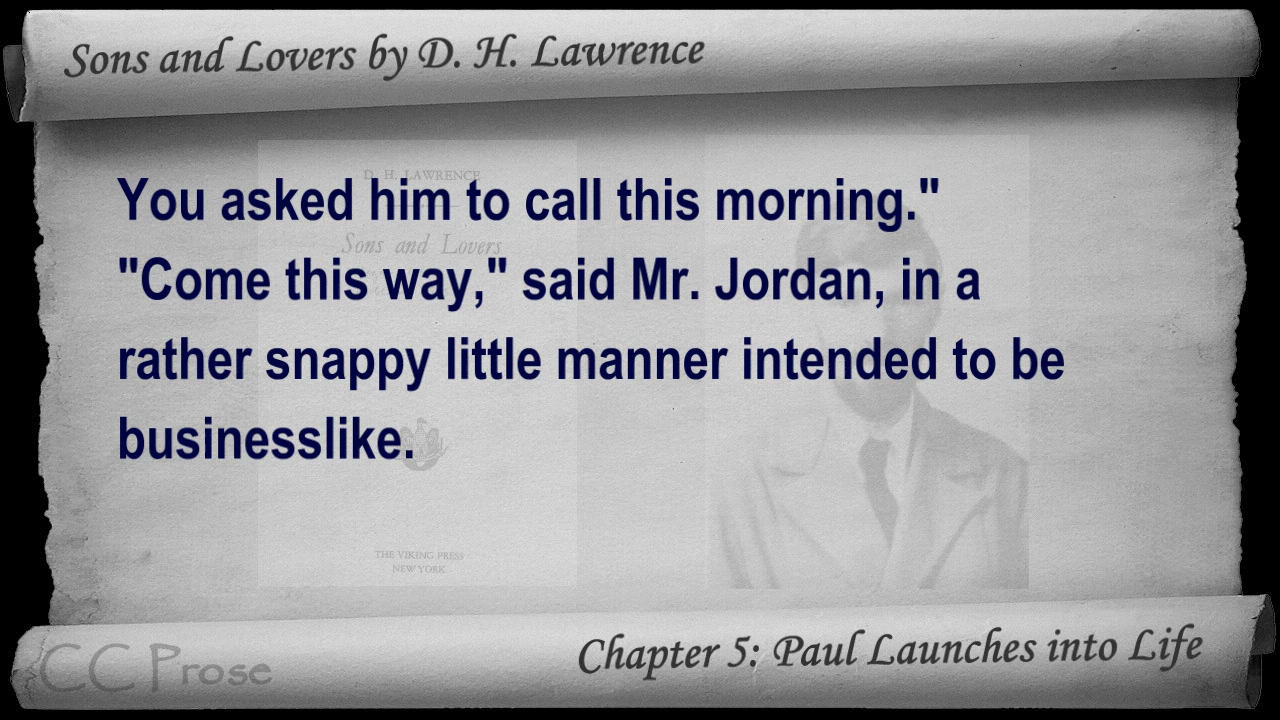 Sons and Lovers by D. H. Lawrence
D. H. LAWRENCE
You asked him to call this morning."
Sons and Lovers
"Come this way," said Mr. Jordan, in a
rather snappy little manner intended to be
businesslike.
THE VIKING PRESS
NEW YORK
Chapter 5: Paul Launches into Life
CC Prose